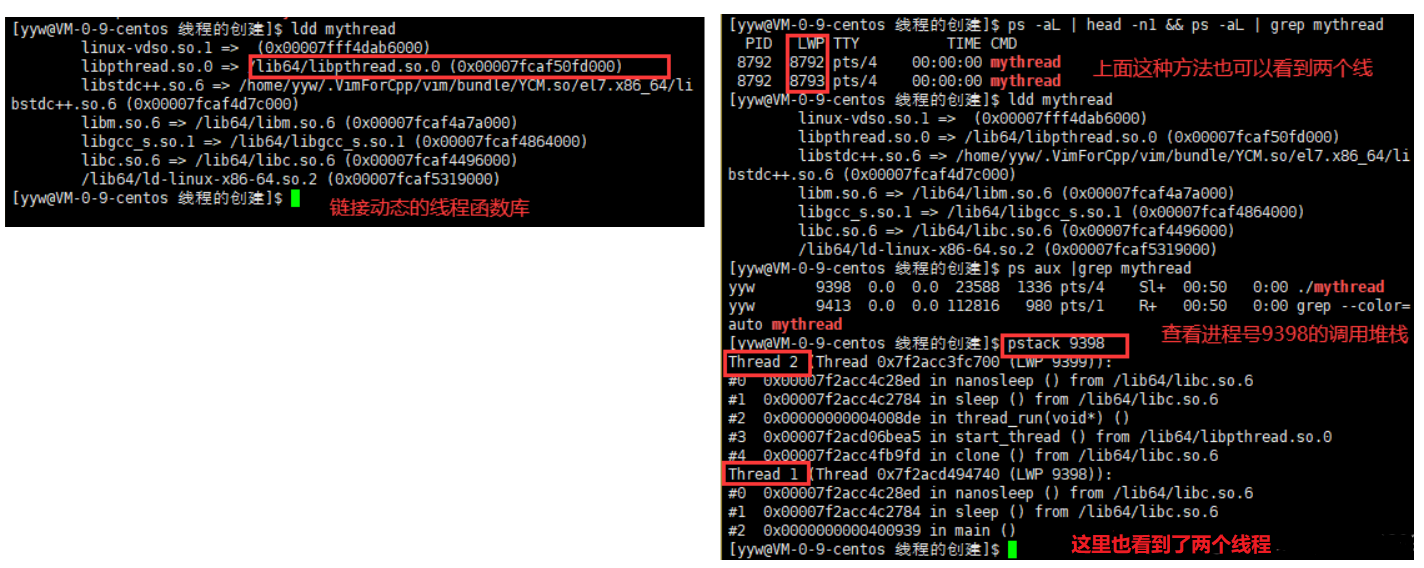 [yyw@VM-0-9-centos 线程的创建]$ ldd mythread
linux-vdso.so.1 =>  (0x00007fff4dab6000)
libpthread.so.0 => /lib64/libpthread.so.0 (0x00007fcaf50fd000)
libstdc++.so.6 => /home/yyw/.VimForCpp/vim/bundle/YCM.so/el7.x86_64/li
bstdc++.so.6 (0x00007fcaf4d7c000)
libm.so.6 => /lib64/libm.so.6 (0x00007fcaf4a7a000)
libgcc_s.so.1 => /lib64/libgcc_s.so.1 (0x00007fcaf4864000)
libc.so.6 => /lib64/libc.so.6 (0x00007fcaf4496000)
/lib64/ld-linux-x86-64.so.2 (0x00007fcaf5319000)
[yyw@VM-0-9-centos 线程的创建]$
链接动态的线程函数库
[yyw@VM-0-9-centos 线程的创建]$ ps -aL | head -n1 && ps -aL | grep mythread
PID   LWP TTY          TIME CMD
8792  8792 pts/4    00:00:00 mythread
8792  8793 pts/4    00:00:00 mythread
上面这种方法也可以看到两个线
[yyw@VM-0-9-centos 线程的创建]$ ldd mythread
linux-vdso.so.1 =>  (0x00007fff4dab6000)
libpthread.so.0 => /lib64/libpthread.so.0 (0x00007fcaf50fd000)
libstdc++.so.6 => /home/yyw/.VimForCpp/vim/bundle/YCM.so/el7.x86_64/li
bstdc++.so.6 (0x00007fcaf4d7c000)
libm.so.6 => /lib64/libm.so.6 (0x00007fcaf4a7a000)
libgcc_s.so.1 => /lib64/libgcc_s.so.1 (0x00007fcaf4864000)
libc.so.6 => /lib64/libc.so.6 (0x00007fcaf4496000)
/lib64/ld-linux-x86-64.so.2 (0x00007fcaf5319000)
[yyw@VM-0-9-centos 线程的创建]$ ps aux |grep mythread
yyw       9398  0.0  0.0  23588  1336 pts/4    Sl+  00:50   0:00 ./mythread
yyw       9413  0.0  0.0 112816   980 pts/1    R+   00:50   0:00 grep --color=
auto mythread
查看进程号9398的调用堆栈
[yyw@VM-0-9-centos 线程的创建]$ pstack 9398
Thread 2 (Thread 0x7f2acc3fc700 (LWP 9399)):
#0  0x00007f2acc4c28ed in nanosleep () from /lib64/libc.so.6
#1  0x00007f2acc4c2784 in sleep () from /lib64/libc.so.6
#2  0x00000000004008de in thread_run(void*) ()
#3  0x00007f2acd06bea5 in start_thread () from /lib64/libpthread.so.0
#4  0x00007f2acc4fb9fd in clone () from /lib64/libc.so.6
Thread 1 (Thread 0x7f2acd494740 (LWP 9398)):
#0  0x00007f2acc4c28ed in nanosleep () from /lib64/libc.so.6
#1  0x00007f2acc4c2784 in sleep () from /lib64/libc.so.6
#2  0x0000000000400939 in main ()
[yyw@VM-0-9-centos 线程的创建]$
这里也看到了两个线程